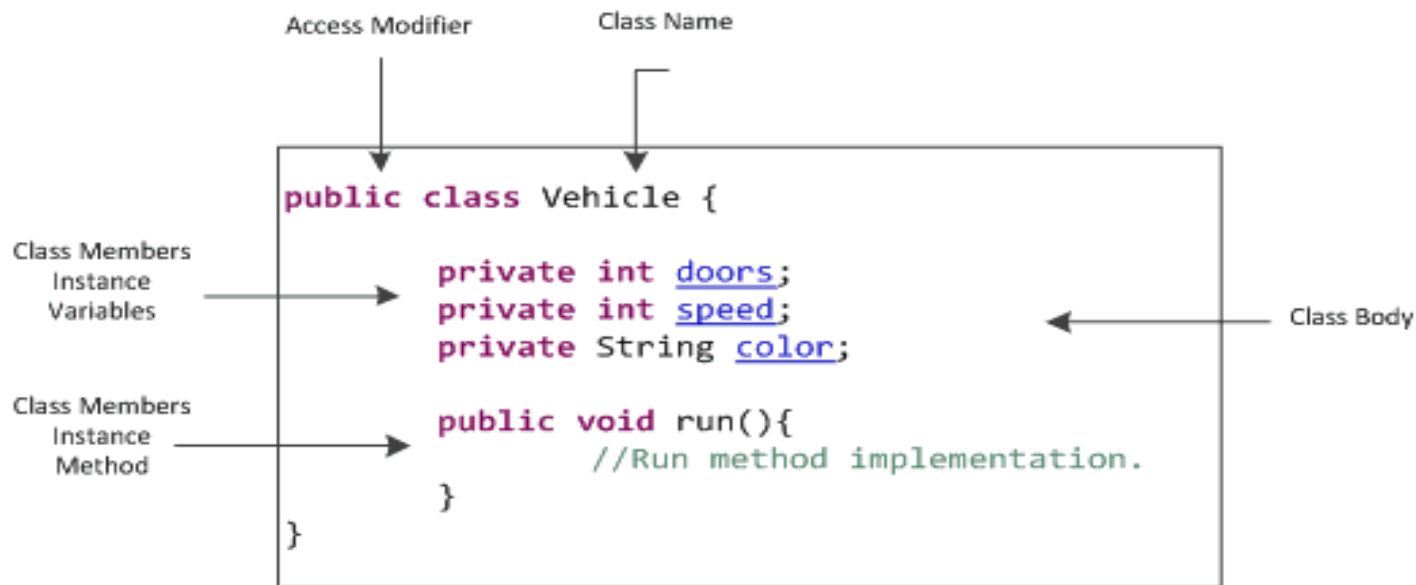 Access Modifier
Class Name
public class Vehicle {
Class Members
Instance
Variables
private int doors;
private int speed;
private String color;
Class Body
Class Members
Instance
Method
public void run(){
//Run method implementation.
}
}